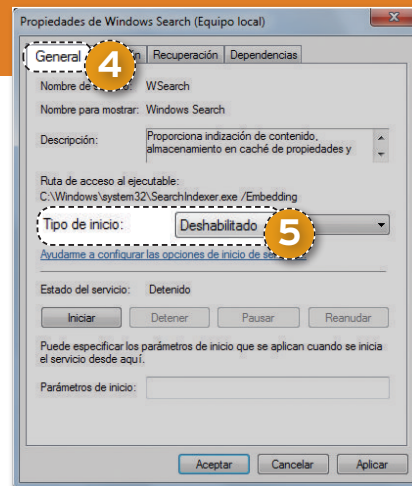 Propiedades de Windows Search (Equipo local)
General
4
n
Recuperación
Dependencias
Nombre de
WSearch
Nombre para mostrar: Windows Search
Descripción: Proporciona indización de contenido,
almacenamiento en caché de propiedades y
Ruta de acceso al ejecutable:
C:\Windows\system32\SearchIndexer.exe /Embedding
Tipo de inicio: Deshabilitado
5
Ayudarme a configurar las opciones de inicio de
Estado del servicio: Detenido
Iniciar
Detener
Pausar
Reanudar
Puede especificar los parámetros de inicio que se aplican cuando se inicia
el servicio desde aquí.
Parámetros de inicio:
Aceptar
Cancelar
Aplicar